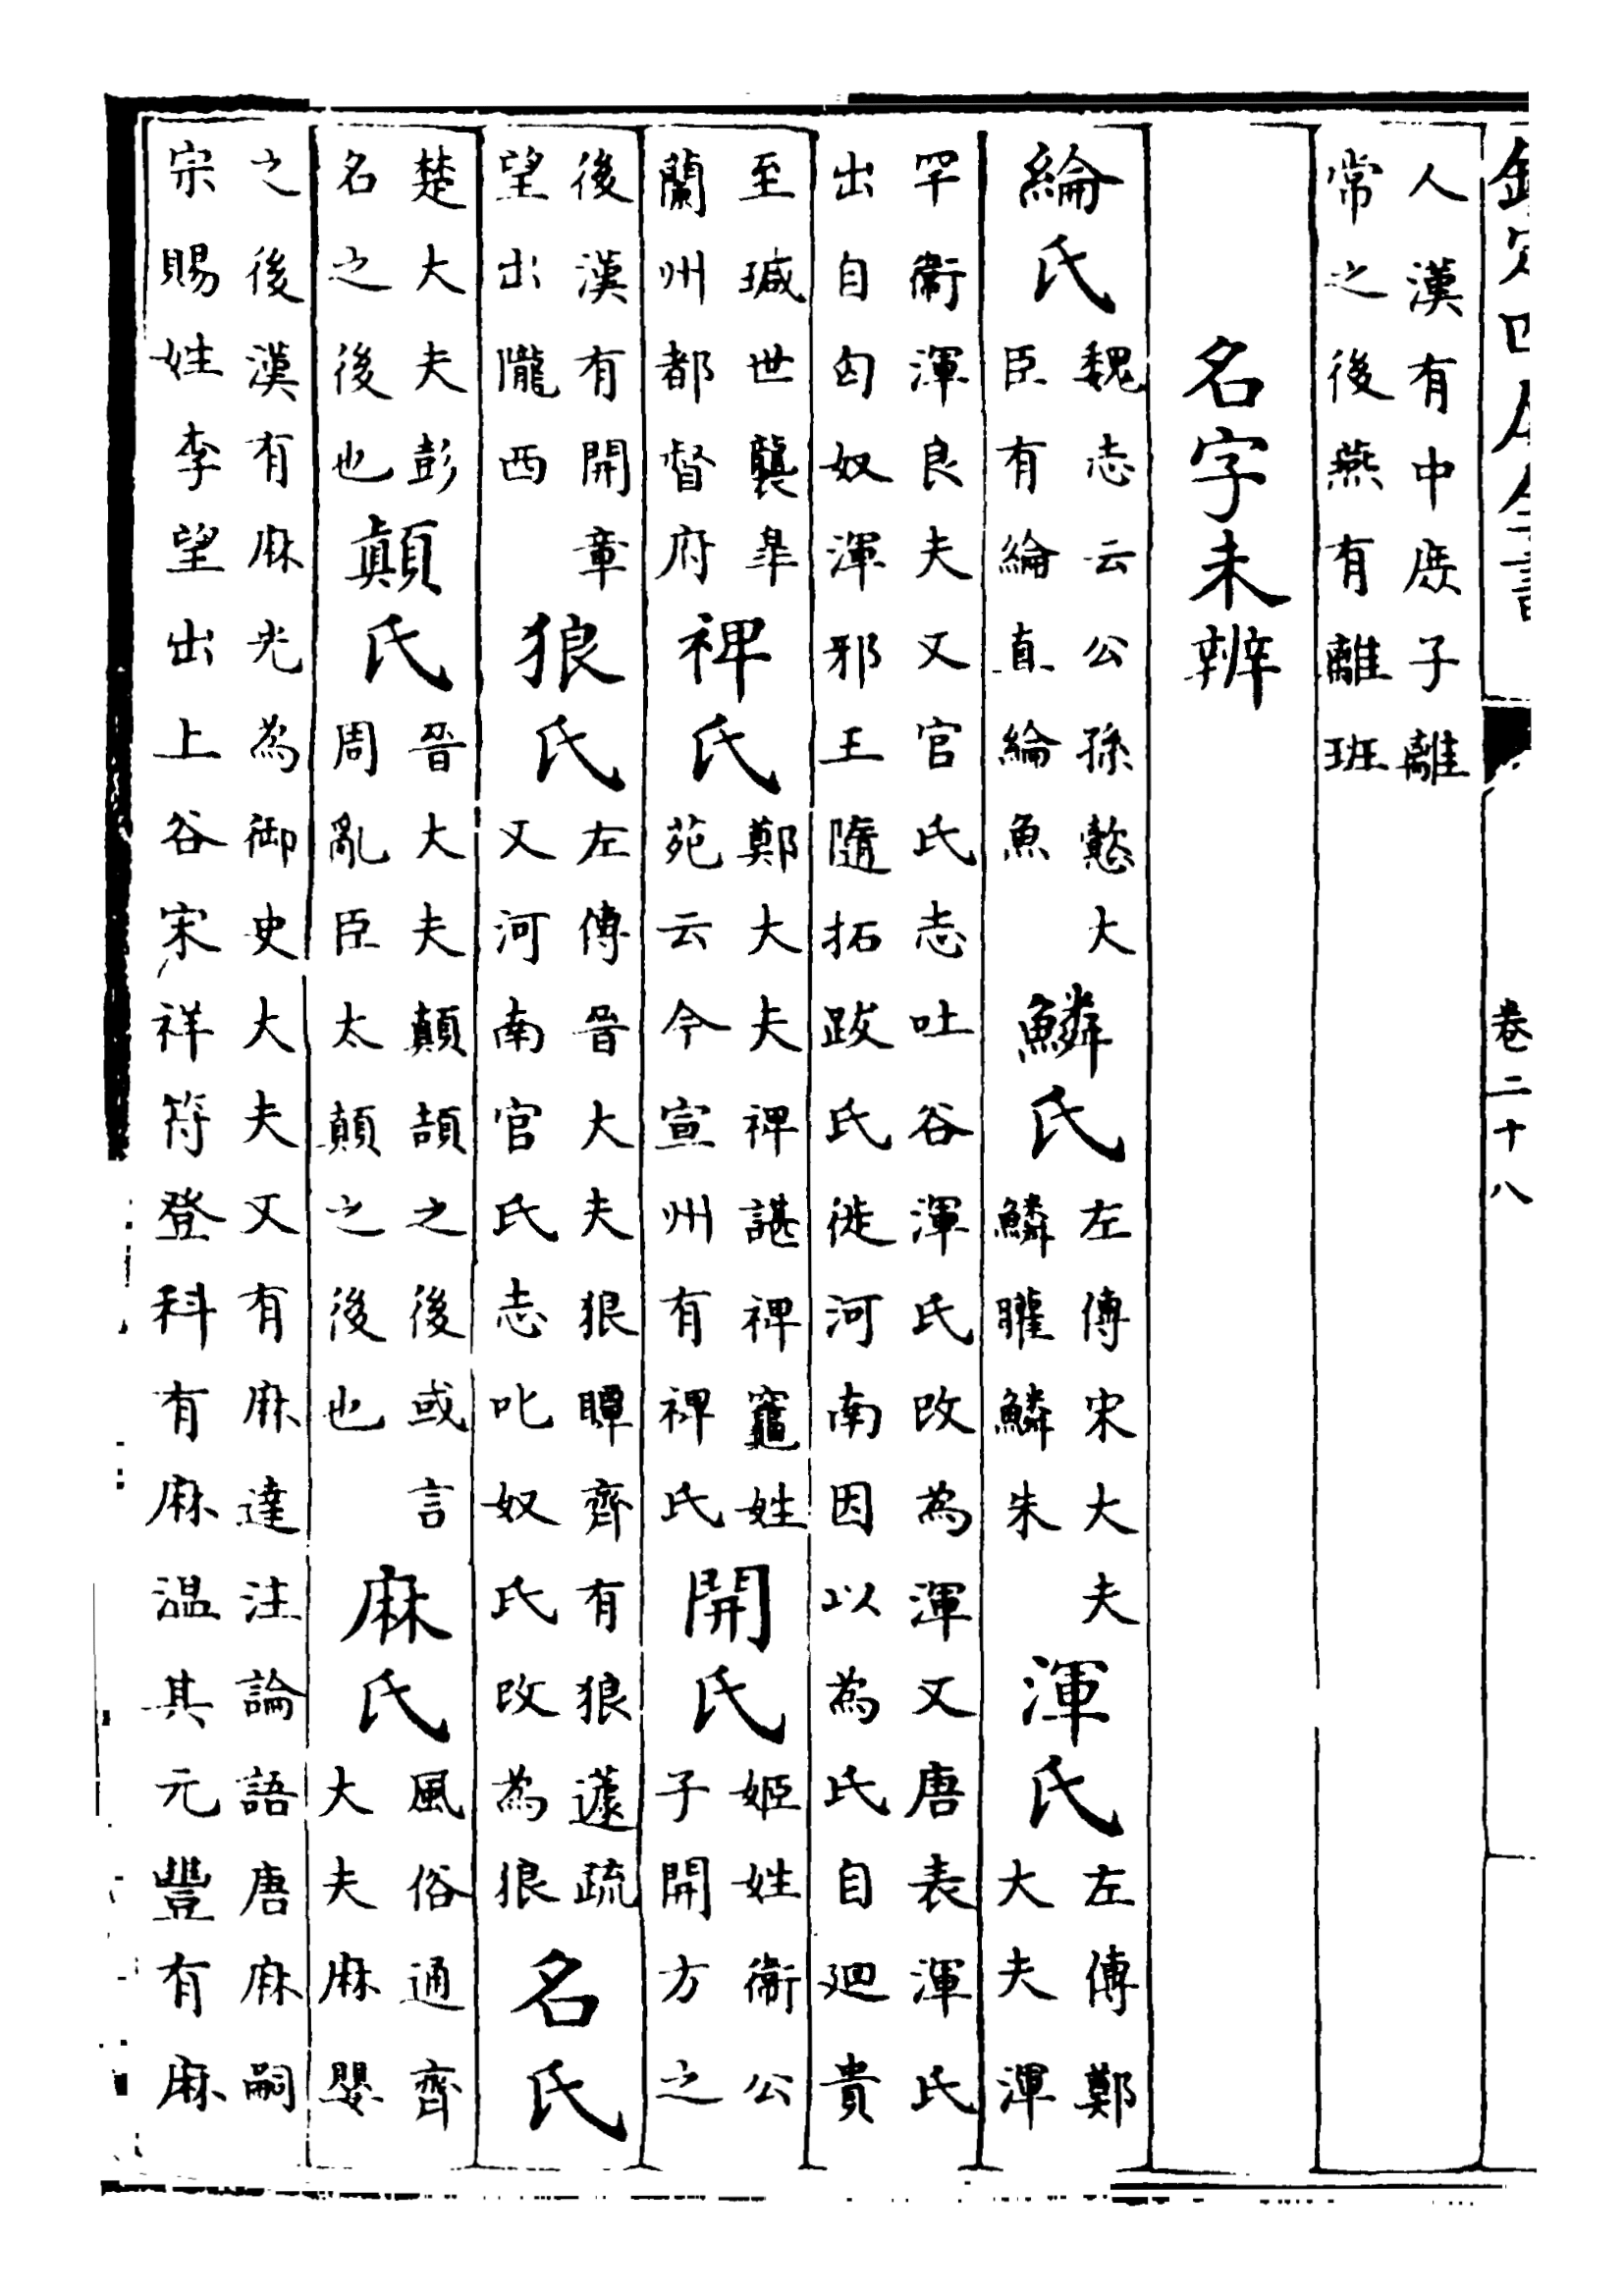 欽定四庫全書
卷二十八
人漢有中庶子離
常之後燕有離班
名字未辨
綸氏魏志云公孫懿大
臣有綸直綸魚
鱗氏左傳宋大夫
鱗矔鱗朱
渾氏左傳鄭
大夫渾
罕衞渾良夫又官氏志吐谷渾氏改為渾又唐表渾氏
出自匈奴渾邪王隨拓跋氏徙河南因以為氏自廻貴
至瑊世襲臯
蘭州都督府
禆氏鄭大夫禆諶禆竈姓
苑云今宣州有禆氏
開氏姬姓衞公
子開方之
後漢有開章
望出隴西
狼氏左傳晉大夫狼瞫齊有狼蘧疏
又河南官氏志叱奴氏改為狼
名氏
楚大夫彭
名之後也
顛氏晉大夫顛頡之後或言
周亂臣太顛之後也
麻氏風俗通齊
大夫麻嬰
之後漢有麻光為御史大夫又有麻達注論語唐麻嗣
宗賜姓李望出上谷宋祥符登科有麻温其元豐有麻